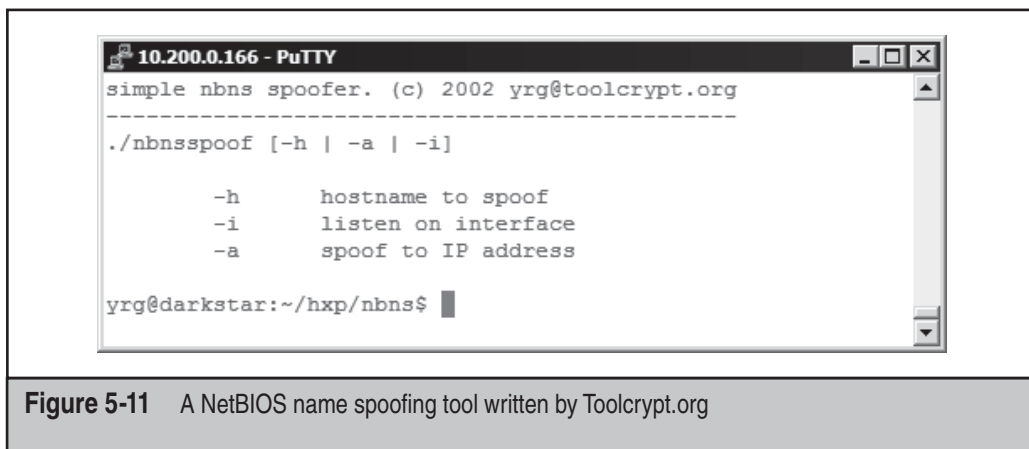 10.200.0.166 - PuTTY
simple nbns spoofer. (c) 2002 yrg@toolcrypt.org
------------------------------------------------
./nbnsspoof [-h | -a | -i]
-h hostname to spoof
-i listen on interface
-a spoof to IP address
yrg@darkstar:~/hxp/nbns$
Figure 5-11 A NetBIOS name spoofing tool written by Toolcrypt.org